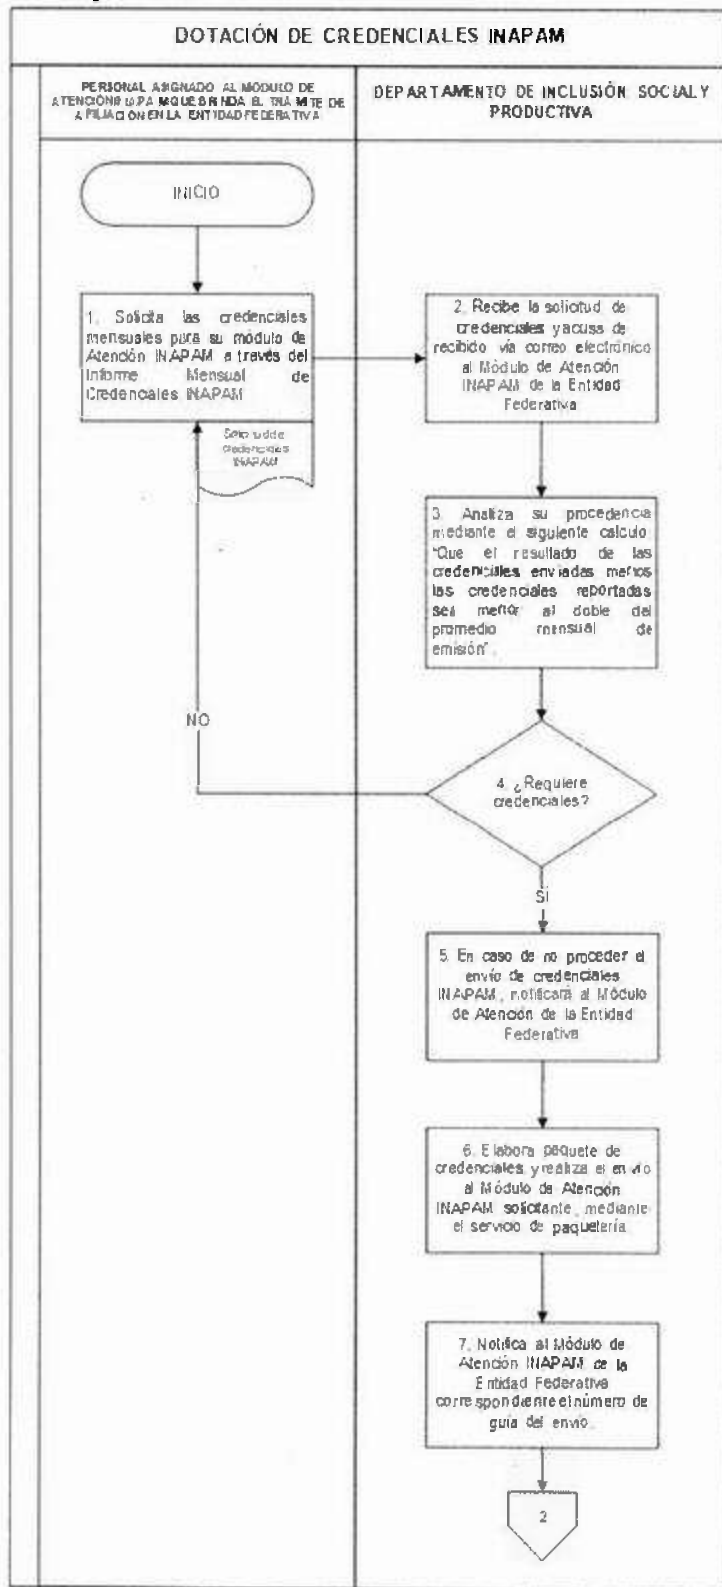 DOTACIÓN DE CREDENCIALES INAPAM
PERSONAL ASIGNADO AL MÓDULO DE
ATENCIÓN INAPAM QUE BRINDA EL TRÁMITE DE
AFILIACIÓN EN LA ENTIDAD FEDERATIVA
DEPARTAMENTO DE INCLUSIÓN SOCIAL Y
PRODUCTIVA
INICIO
1. Solicita las credenciales
mensuales para su módulo de
Atención INAPAM a través del
Informe Mensual de
Credenciales INAPAM
credenciales
INAPAM
2. Recibe la solicitud de
credenciales y acusa de
recibido vía correo electrónico
al Módulo de Atención
INAPAM de la Entidad
Federativa
3. Analiza su procedencia
mediante el siguiente calculo
"Que el resultado de las
credenciales enviadas menos
las credenciales reportadas
sea menor al doble del
promedio mensual de
emisión".
NO
4. ¿Requiere
credenciales?
SÍ
5. En caso de no proceder el
envío de credenciales
INAPAM, notificará al Módulo
de Atención de la Entidad
Federativa
6. Elabora paquete de
credenciales y realiza el envío
al Módulo de Atención
INAPAM solicitante, mediante
el servicio de paquetería.
7. Notifica al Módulo de
Atención INAPAM de la
Entidad Federativa
correspondiente el número de
guía del envío.
2